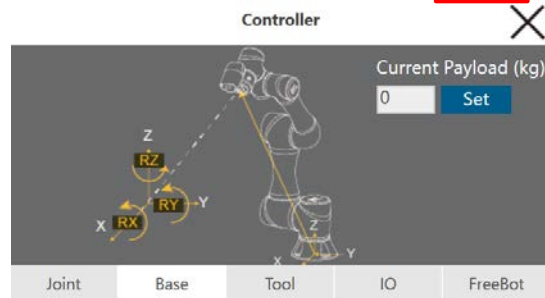 Controller
Current Payload (kg)
0 Set
Z
RZ
RY Y
X RX
Z
X Y
Joint Base Tool IO FreeBot